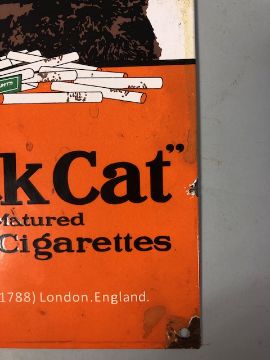 k Cat”
Matured
Cigarettes
1788) London.England.